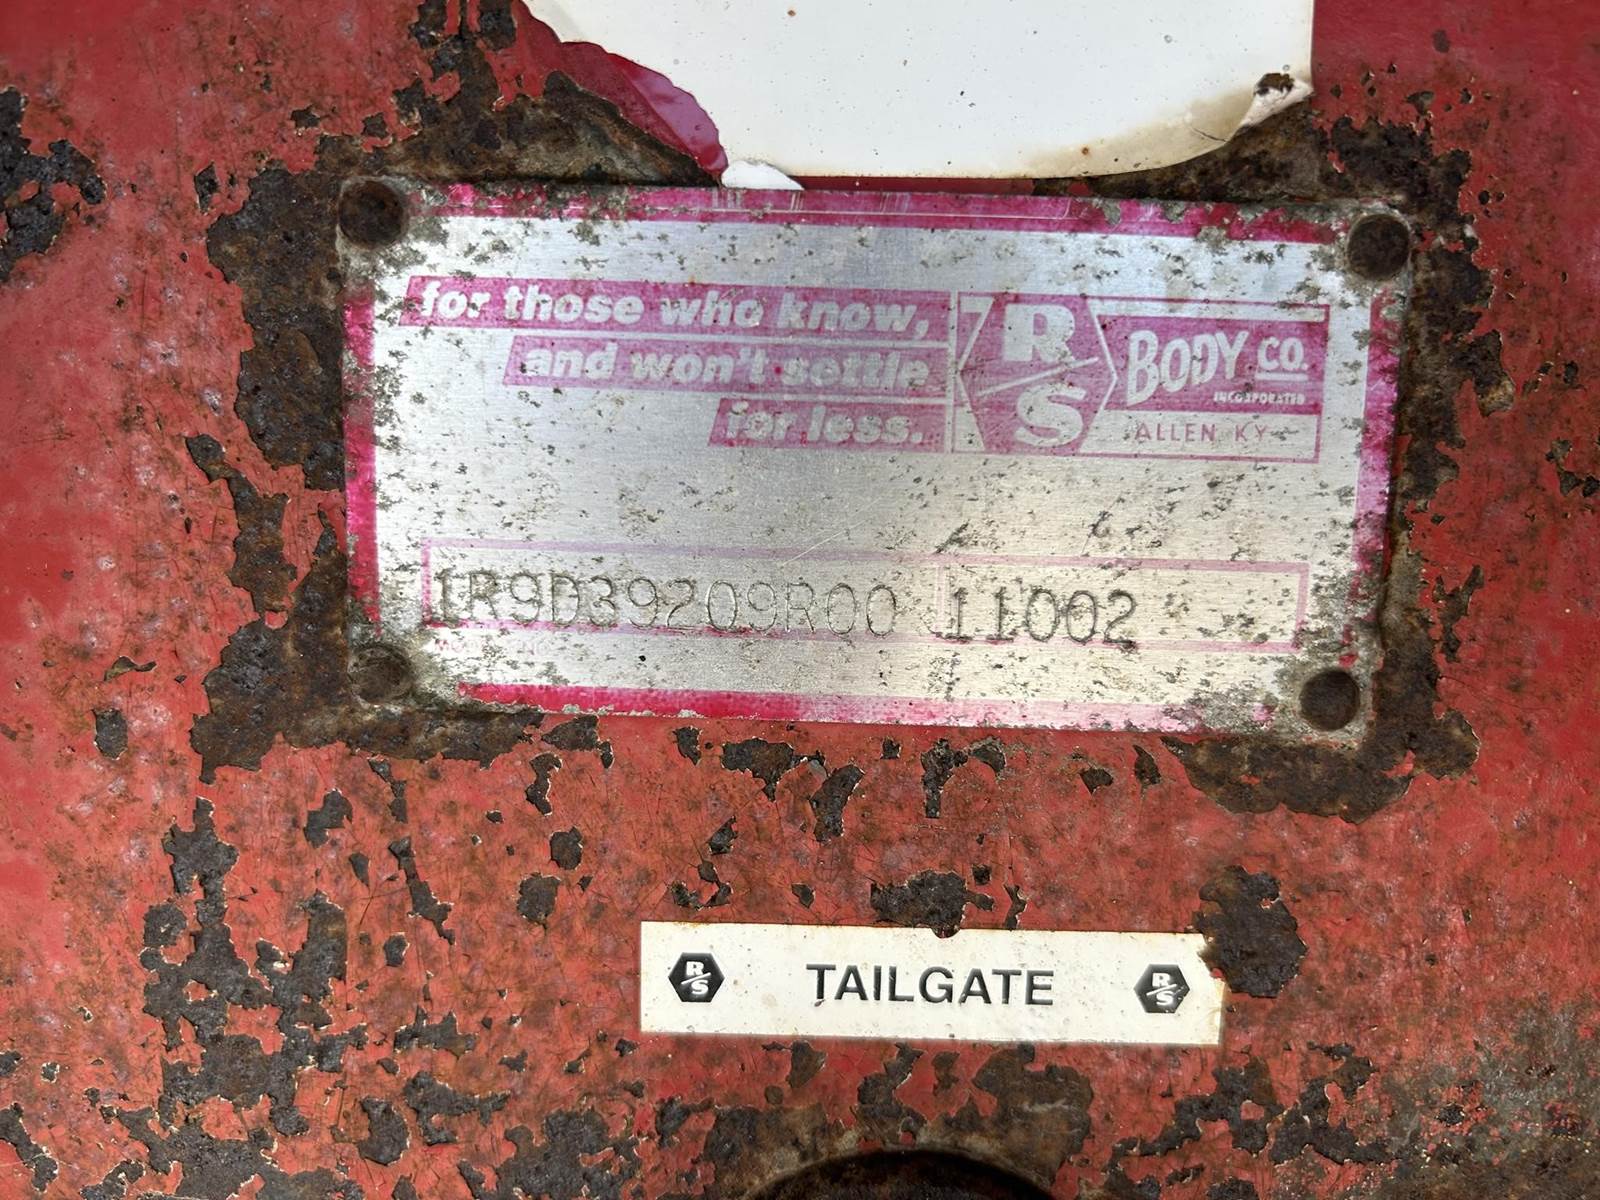 for those who know,
and won't settle
for less.
R/S
BODY CO.
INCORPORATED
ALLEN KY
1R9D39209R00 11002
R/S TAILGATE R/S